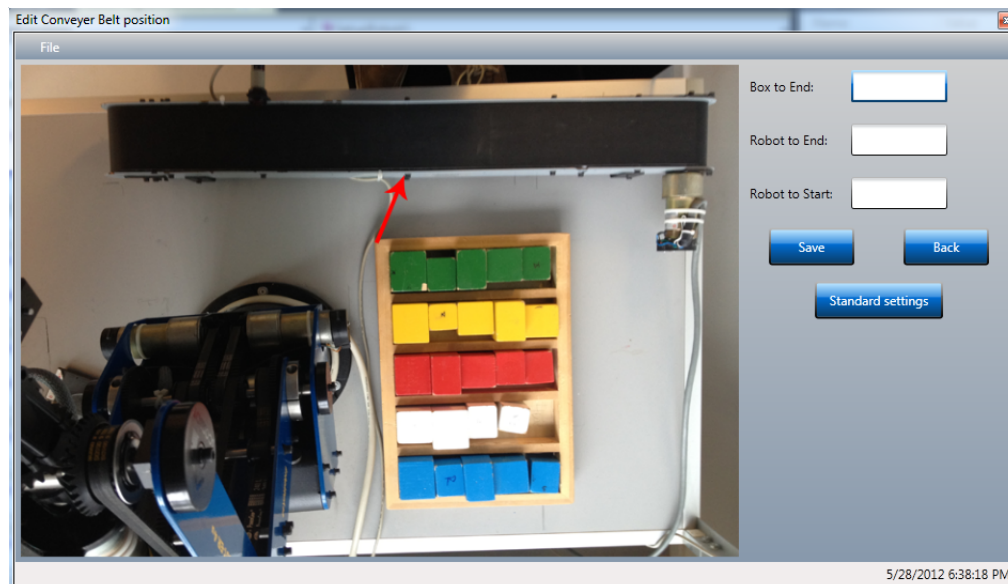 Edit Conveyer Belt position
File
Box to End:
Robot to End:
Robot to Start:
Save
Back
Standard settings
5/28/2012 6:38:18 PM